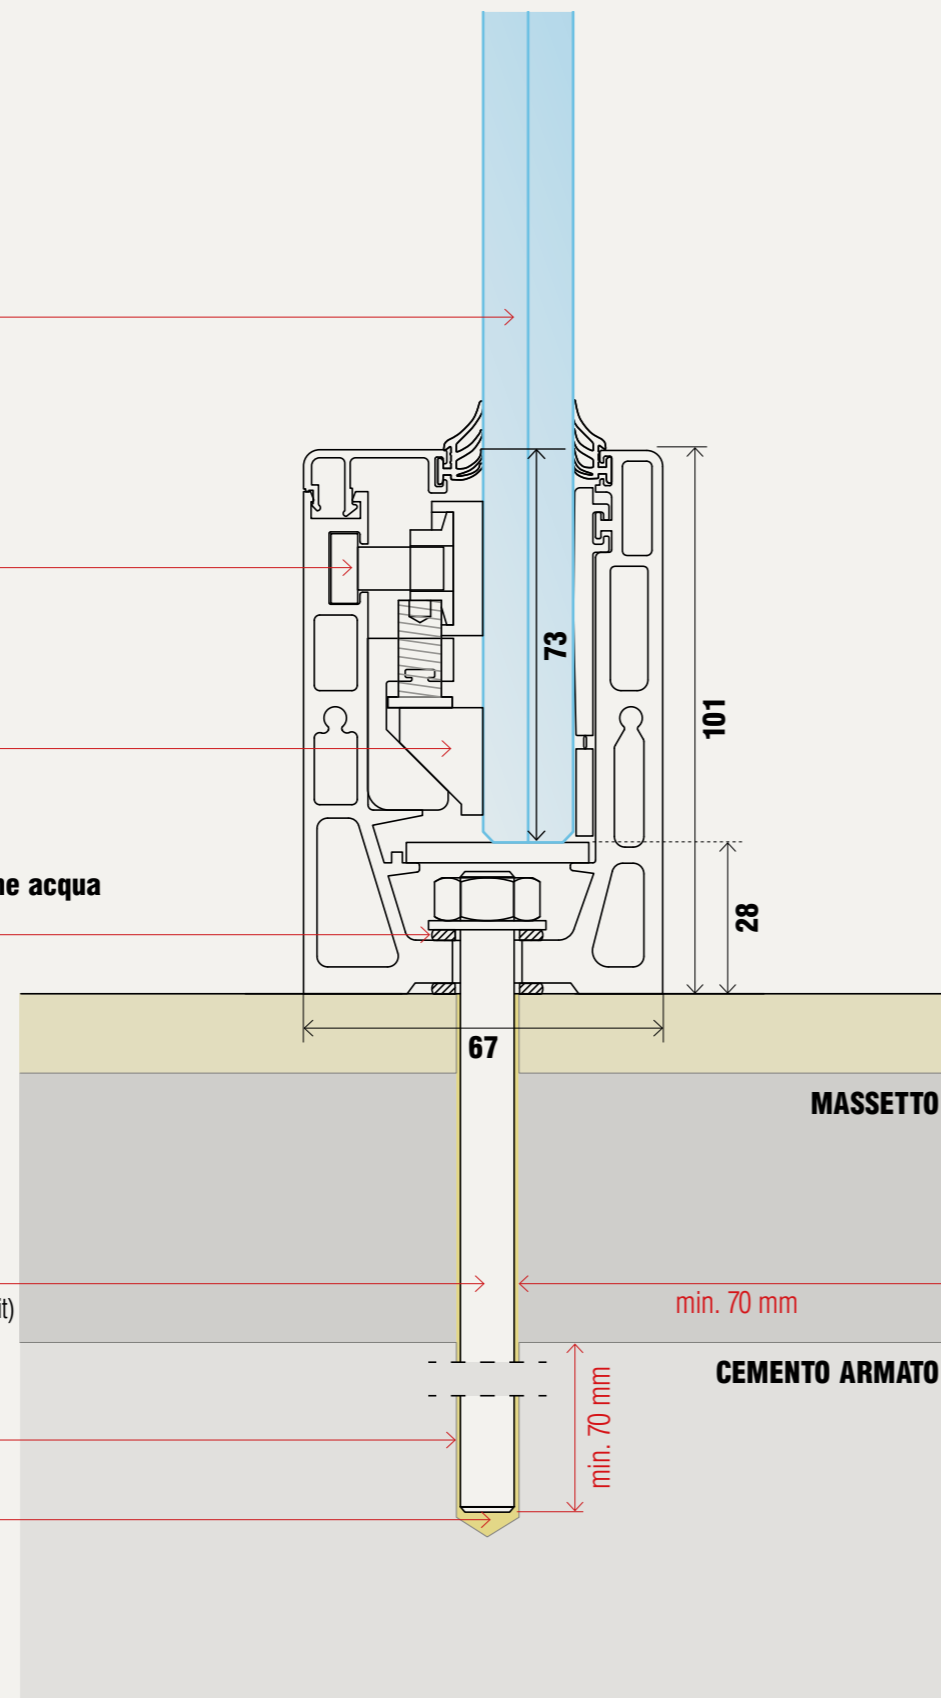 73
101
ne acqua
28
67
MASSETTO
it)
min. 70 mm
CEMENTO ARMATO
min. 70 mm